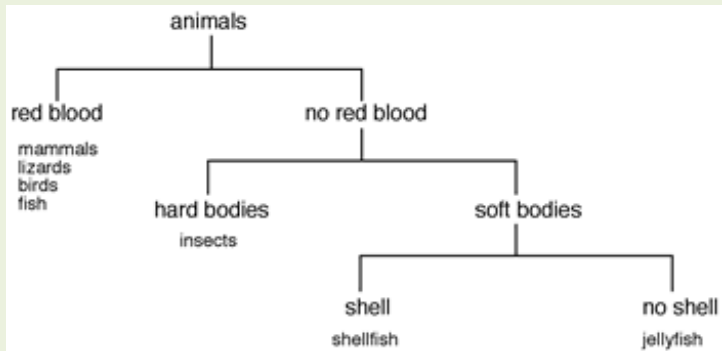 animals
red blood
no red blood
mammals
lizards
birds
fish
hard bodies
soft bodies
insects
shell
no shell
shellfish
jellyfish